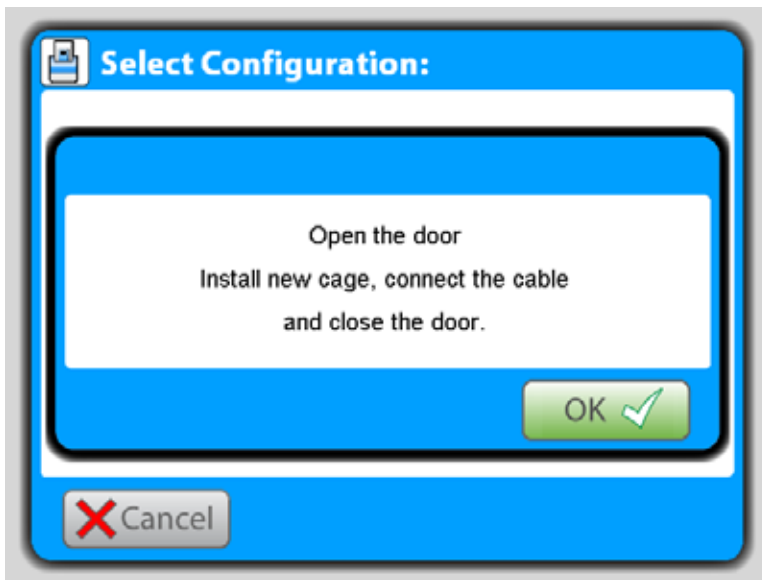 Select Configuration:
Open the door
Install new cage, connect the cable
and close the door.
OK
Cancel